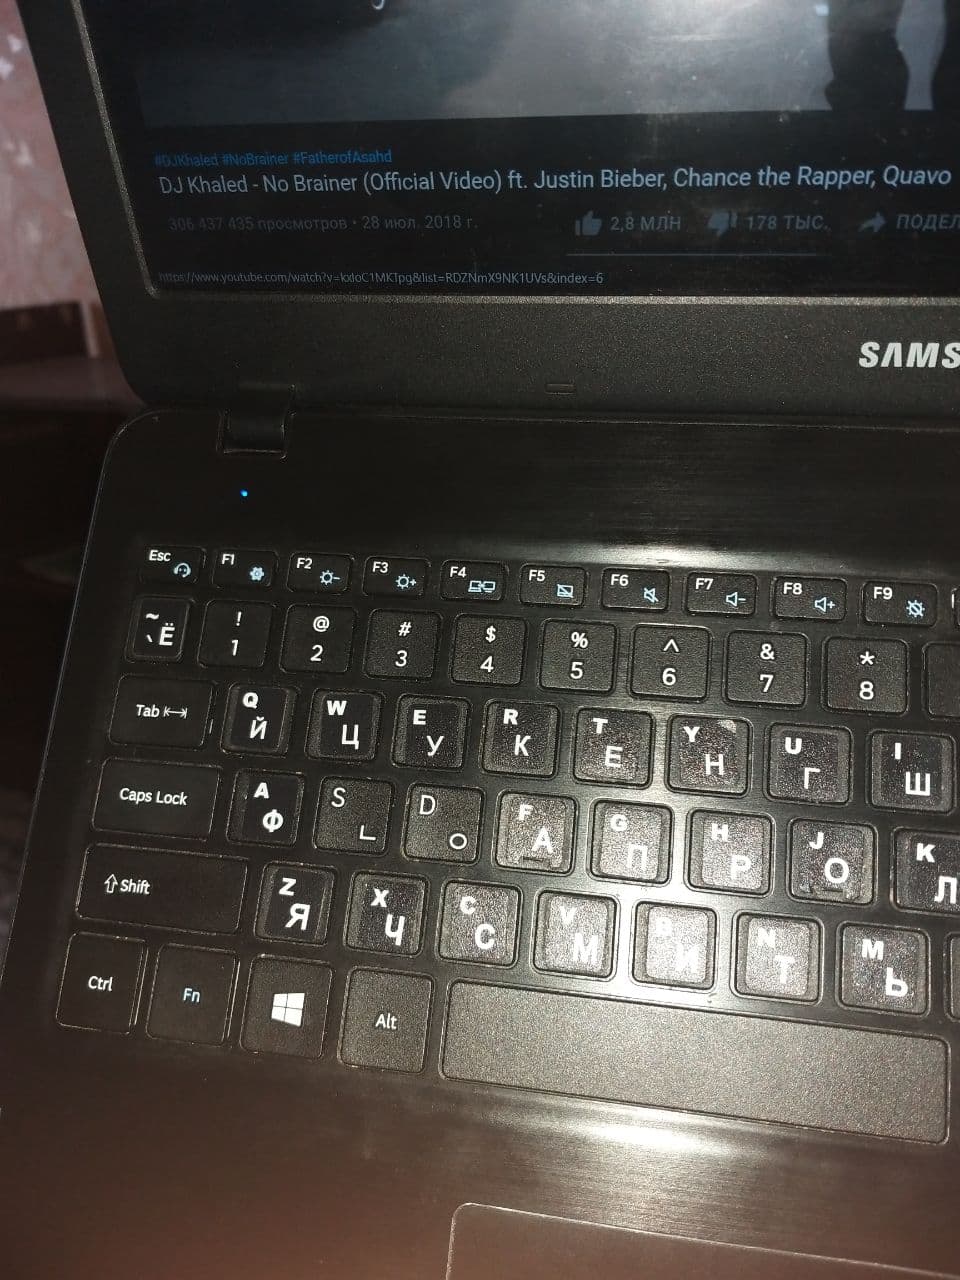 #DJKhaled #NoBrainer #FatherofAsahd
DJ Khaled - No Brainer (Official Video) ft. Justin Bieber, Chance the Rapper, Quavo
306 437 435 просмотров • 28 июл. 2018 г. 2,8 МЛН 178 ТЫС. ПОДЕЛ
https://www.youtube.com/watch?v=kxloC1MKTpg&list=RDZNmX9NK1UVs&index=6
SAMS
Esc F1 F2 F3 F4 F5 F6 F7 F8 F9
~ ! @ # $ % ^ & *
` Ё 1 2 3 4 5 6 7 8
Tab Q W E R T Y U I
Й Ц У К Е Н Г Ш
Caps Lock A S D F G H J K
Ф А П Р О Л
Shift Z X C V B N M
Я Ч С М И Т Ь
Ctrl Fn Alt